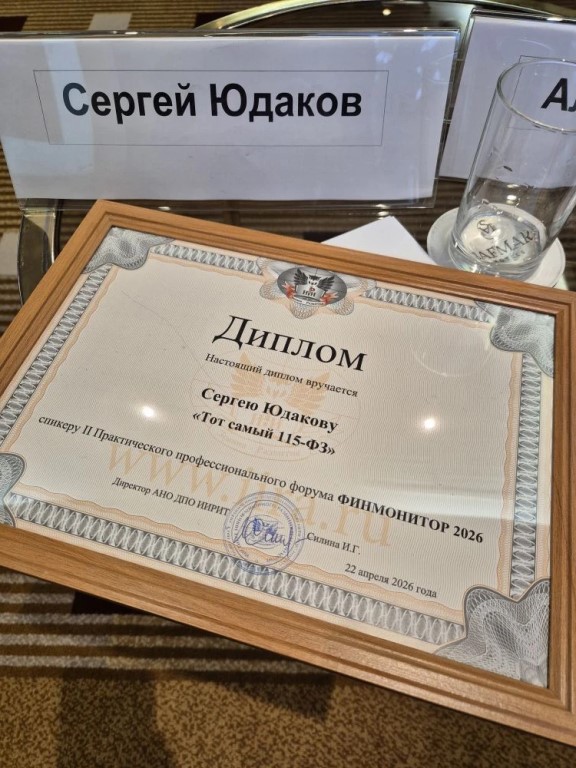 Сергей Юдаков
Ал
Диплом
Настоящий диплом вручается
Сергею Юдакову
«Тот самый 115-ФЗ»
спикеру II Практического профессионального форума ФИНМОНИТОР 2026
Директор АНО ДПО ИИРИТ
Силина И.Г.
22 апреля 2026 года